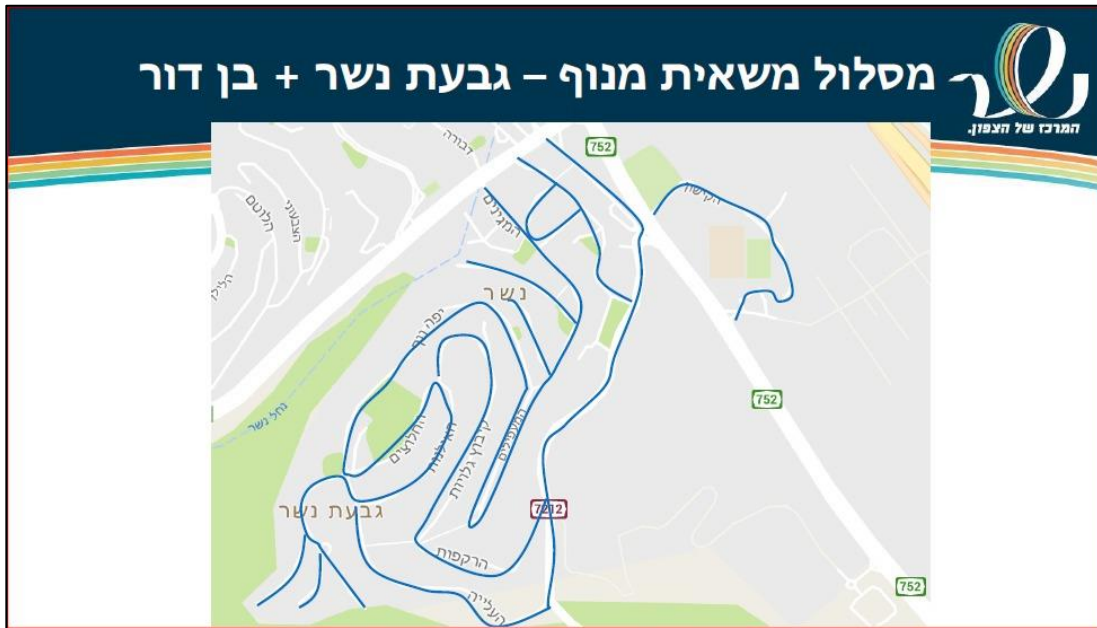 מסלול משאית מנוף – גבעת נשר + בן דור
נשר
המרכז של הצפון.
752
דבורה
הקישון
הצבעוני
הלוטם
המגינים
נשר
יפה נוף
נחל נשר
752
החלוצים
האילנות
קיבוץ גלויות
המעפילים
גבעת נשר
7212
הרקפות
העלייה
752